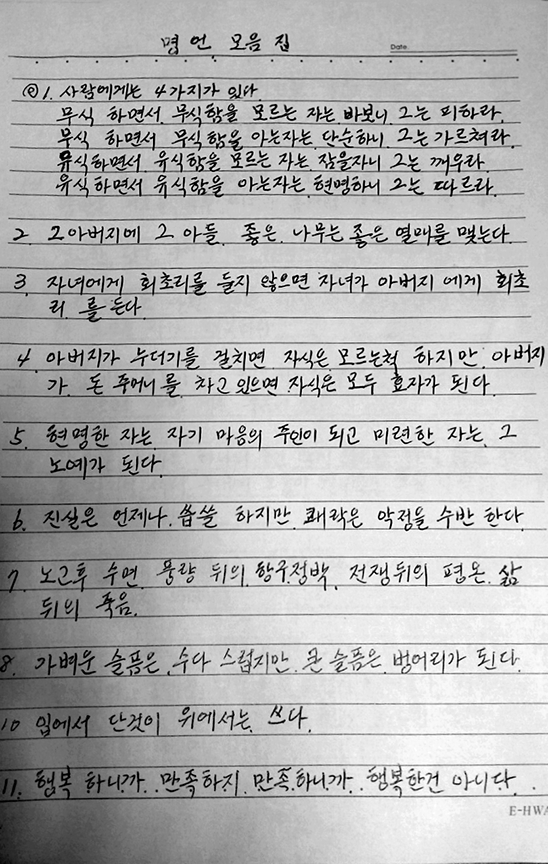 명언 모음집
Date.
◎ 1. 사람에게는 4가지가 있다
무식 하면서, 무식함을 모르는 자는 바보니, 그는 피하라.
무식 하면서 무식함을 아는자는, 단순하니, 그는 가르쳐라.
유식하면서, 유식함을 모르는 자는, 잠을자니 그는 깨우라
유식하면서 유식함을 아는자는, 현명하니 그는 따르라.
2. 그아버지에 그 아들, 좋은 나무는 좋은 열매를 맺는다.
3. 자녀에게 회초리를 들지 않으면 자녀가 아버지 에게 회초
리 를 든다.
4. 아버지가 누더기를 걸치면 자식은 모르는척 하지만, 아버지
가 돈 주머니를 차고 있으면 자식은 모두 효자가 된다.
5. 현명한 자는 자기 마음의 주인이 되고 미련한 자는, 그
노예가 된다.
6. 진실은 언제나, 씁쓸 하지만, 쾌락은 악정을 수반 한다.
7. 노고후 수면, 풍랑 뒤의, 항구정박, 전쟁뒤의 평온, 삶
뒤의 죽음.
8. 가벼운 슬픔은, 수다 스럽지만, 큰 슬픔은, 벙어리가 된다.
10 입에서 단것이 위에서는, 쓰다.
11. 행복 하니까, 만족하지, 만족하니까, 행복한건 아니다.
E-HWA